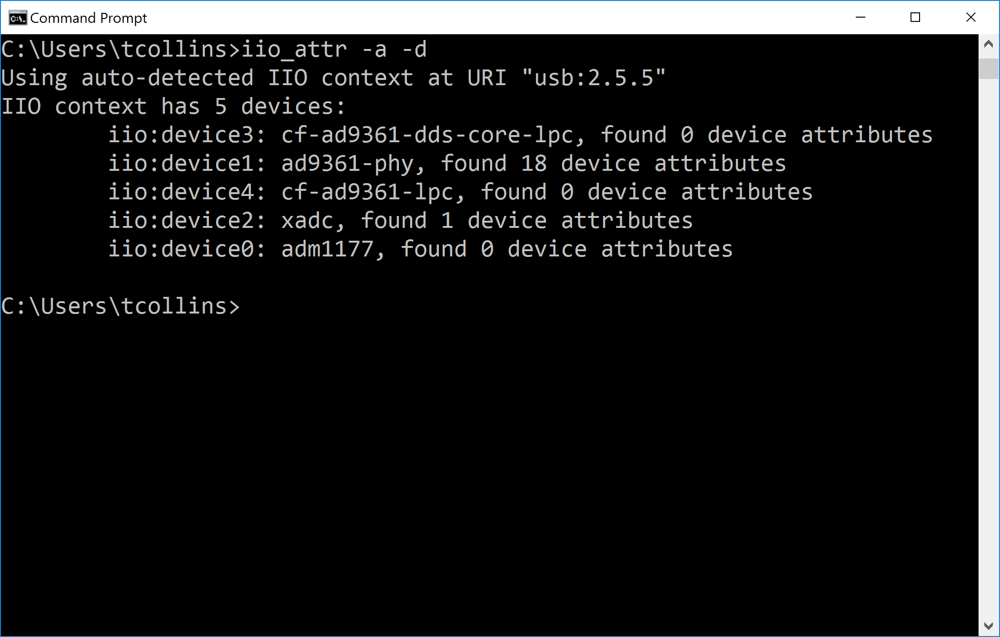 Command Prompt
C:\Users\tcollins>iio_attr -a -d
Using auto-detected IIO context at URI "usb:2.5.5"
IIO context has 5 devices:
        iio:device3: cf-ad9361-dds-core-lpc, found 0 device attributes
        iio:device1: ad9361-phy, found 18 device attributes
        iio:device4: cf-ad9361-lpc, found 0 device attributes
        iio:device2: xadc, found 1 device attributes
        iio:device0: adm1177, found 0 device attributes
C:\Users\tcollins>